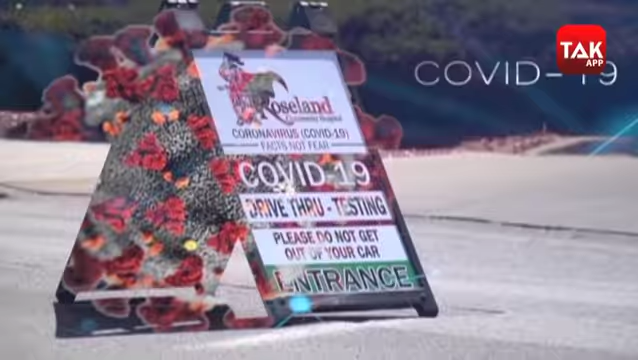 TAK
APP
COVID-19
Roseland
Community Hospital
CORONAVIRUS (COVID-19)
FACTS NOT FEAR
COVID-19
DRIVE THRU - TESTING
PLEASE DO NOT GET
OUT OF YOUR CAR
ENTRANCE